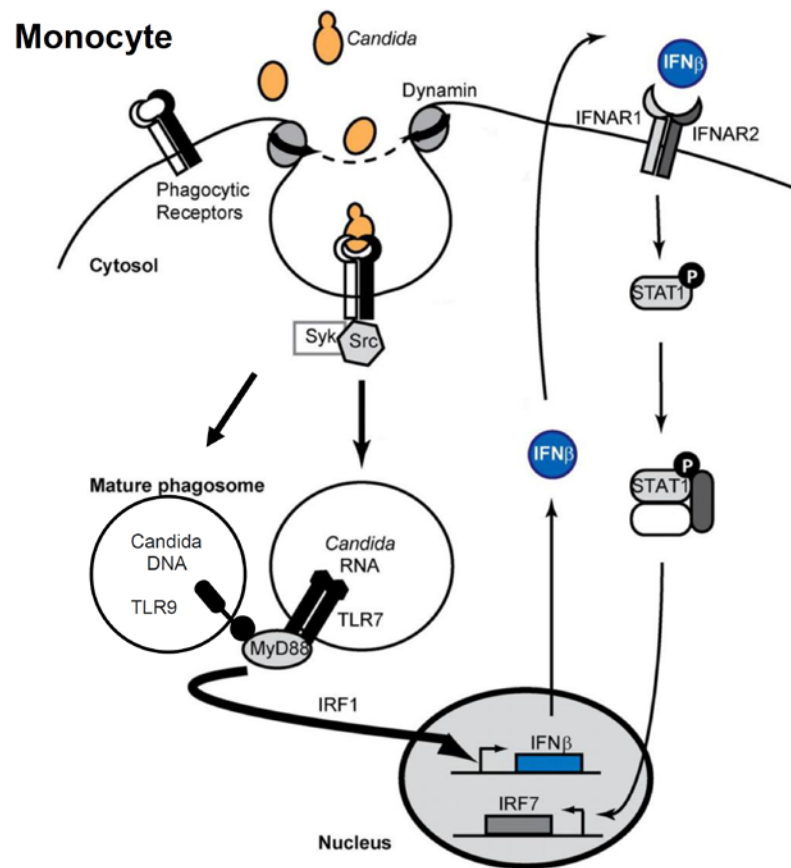 Monocyte
Candida
IFNβ
Dynamin
IFNAR1
IFNAR2
Phagocytic
Receptors
Cytosol
P
STAT1
Syk
Src
IFNβ
P
STAT1
Mature phagosome
Candida
DNA
TLR9
Candida
RNA
TLR7
MyD88
IRF1
IFNβ
IRF7
Nucleus